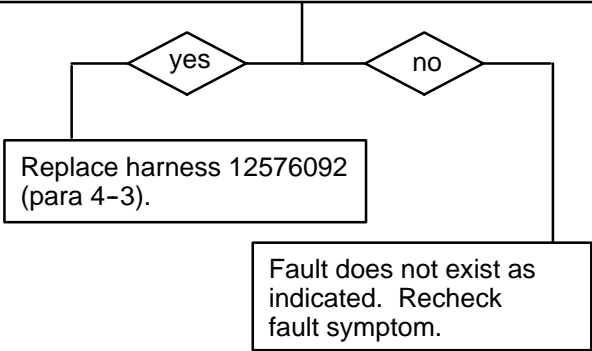 yes
no
Replace harness 12576092
(para 4-3).
Fault does not exist as
indicated. Recheck
fault symptom.